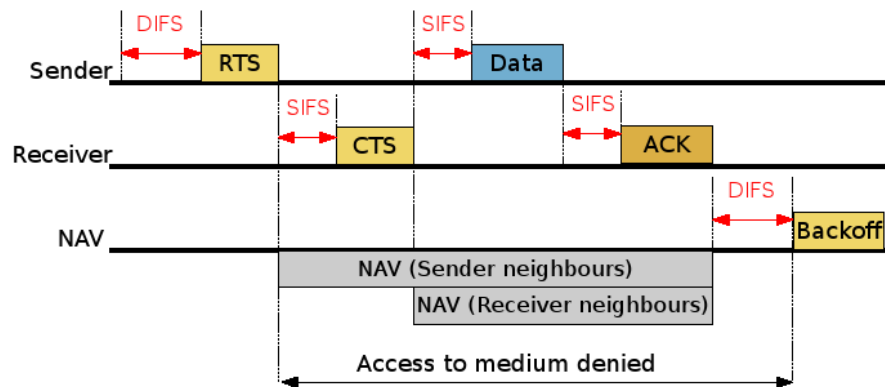 DIFS
SIFS
Sender
RTS
Data
SIFS
SIFS
Receiver
CTS
ACK
DIFS
NAV
Backoff
NAV (Sender neighbours)
NAV (Receiver neighbours)
Access to medium denied